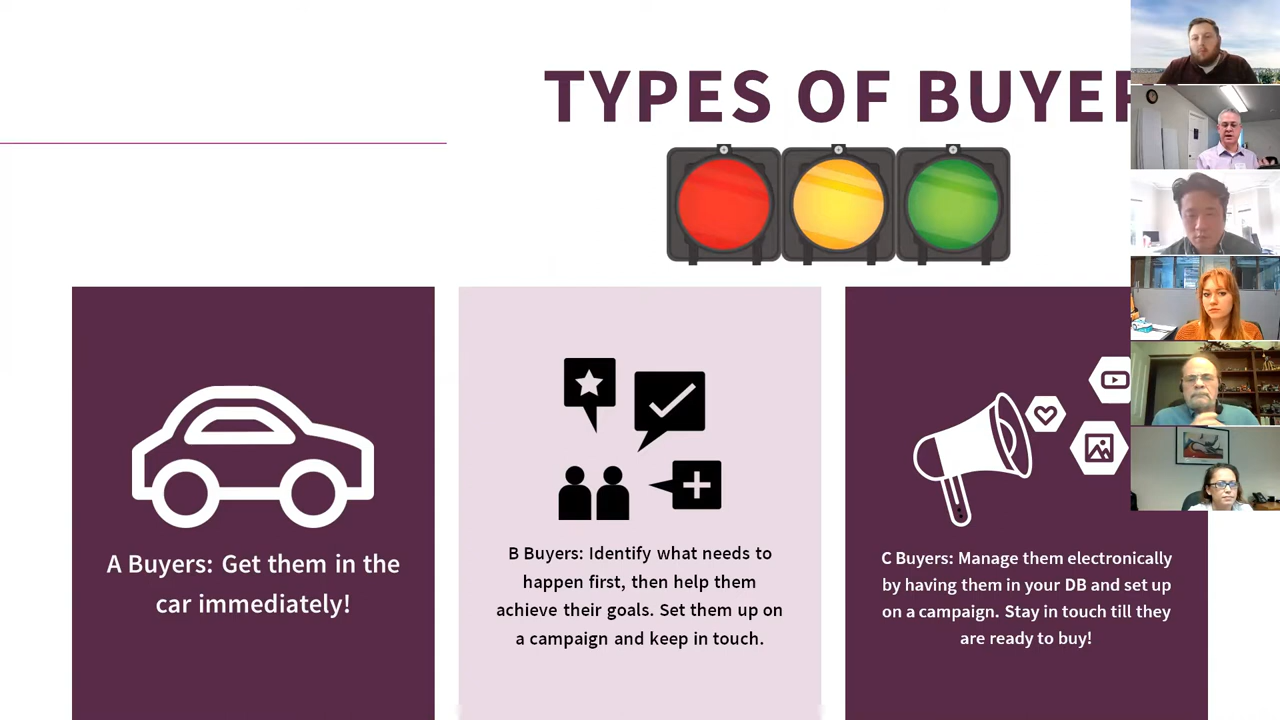 TYPES OF BUYER
A Buyers: Get them in the
car immediately!
B Buyers: Identify what needs to
happen first, then help them
achieve their goals. Set them up on
a campaign and keep in touch.
C Buyers: Manage them electronically
by having them in your DB and set up
on a campaign. Stay in touch till they
are ready to buy!